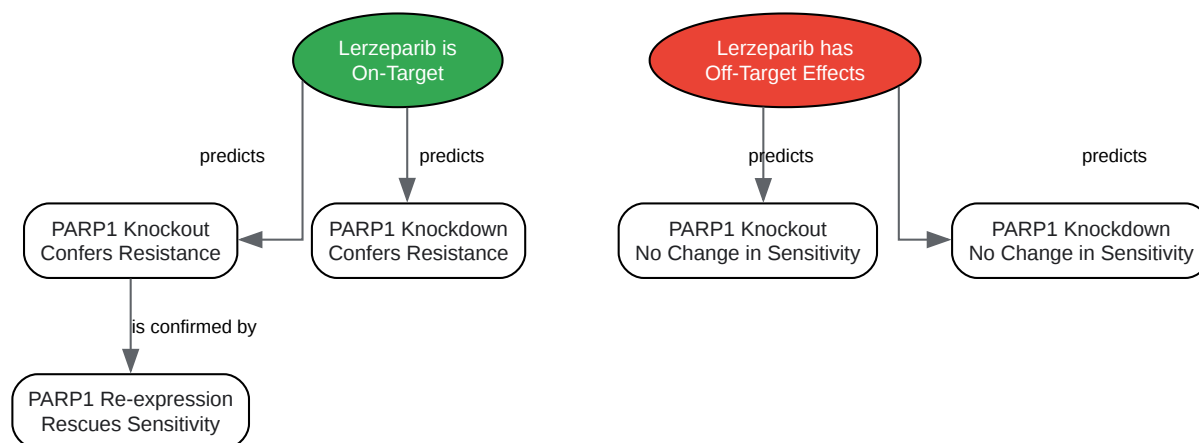 Lerzeparib is
On-Target
Lerzeparib has
Off-Target Effects
predicts
predicts
predicts
predicts
PARP1 Knockout
Confers Resistance
PARP1 Knockdown
Confers Resistance
PARP1 Knockout
No Change in Sensitivity
PARP1 Knockdown
No Change in Sensitivity
is confirmed by
PARP1 Re-expression
Rescues Sensitivity